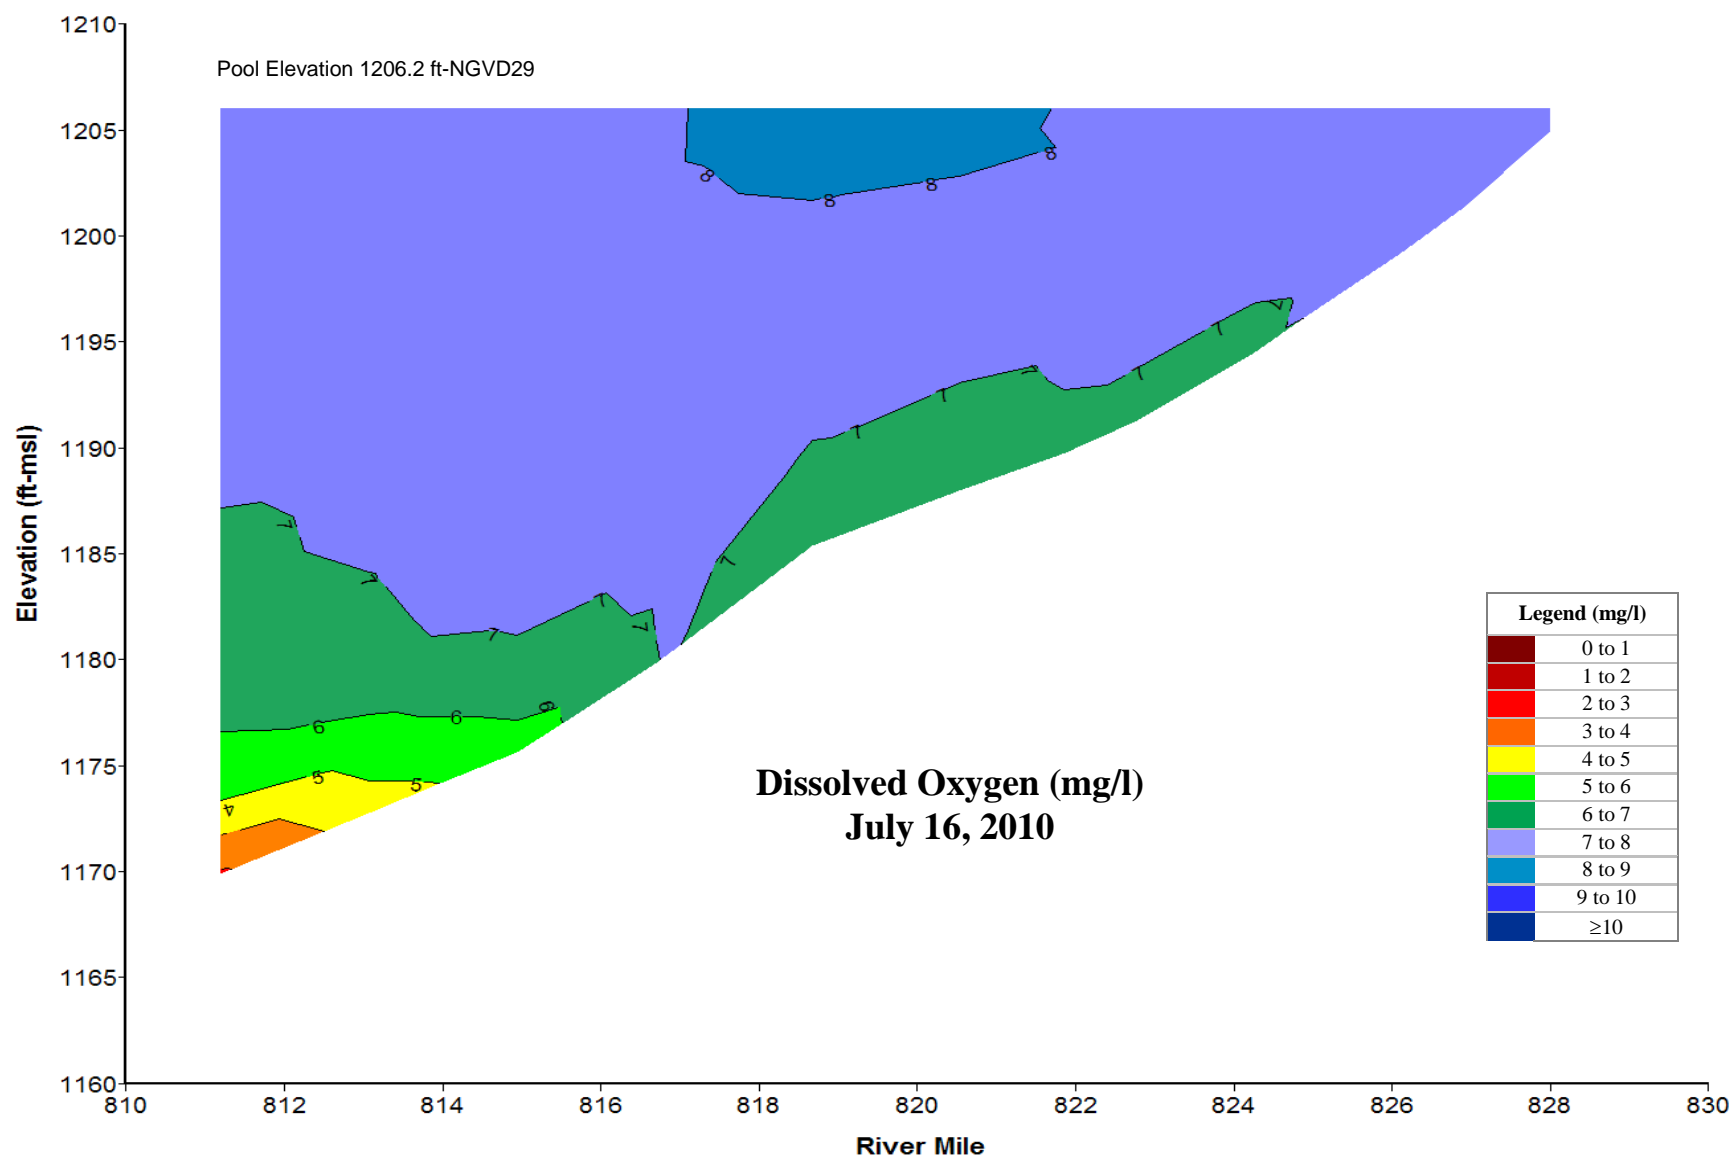 1210
Pool Elevation 1206.2 ft-NGVD29
1205
8
8
8
8
1200
7
1195
7
7
7
7
7
1190
Elevation (ft-msl)
7
1185
7
7
7
7
7
7
1180
6
6
6
1175
5
5
4
1170
1165
1160
Dissolved Oxygen (mg/l)
July 16, 2010
Legend (mg/l)
0 to 1
1 to 2
2 to 3
3 to 4
4 to 5
5 to 6
6 to 7
7 to 8
8 to 9
9 to 10
≥10
810 812 814 816 818 820 822 824 826 828 830
River Mile